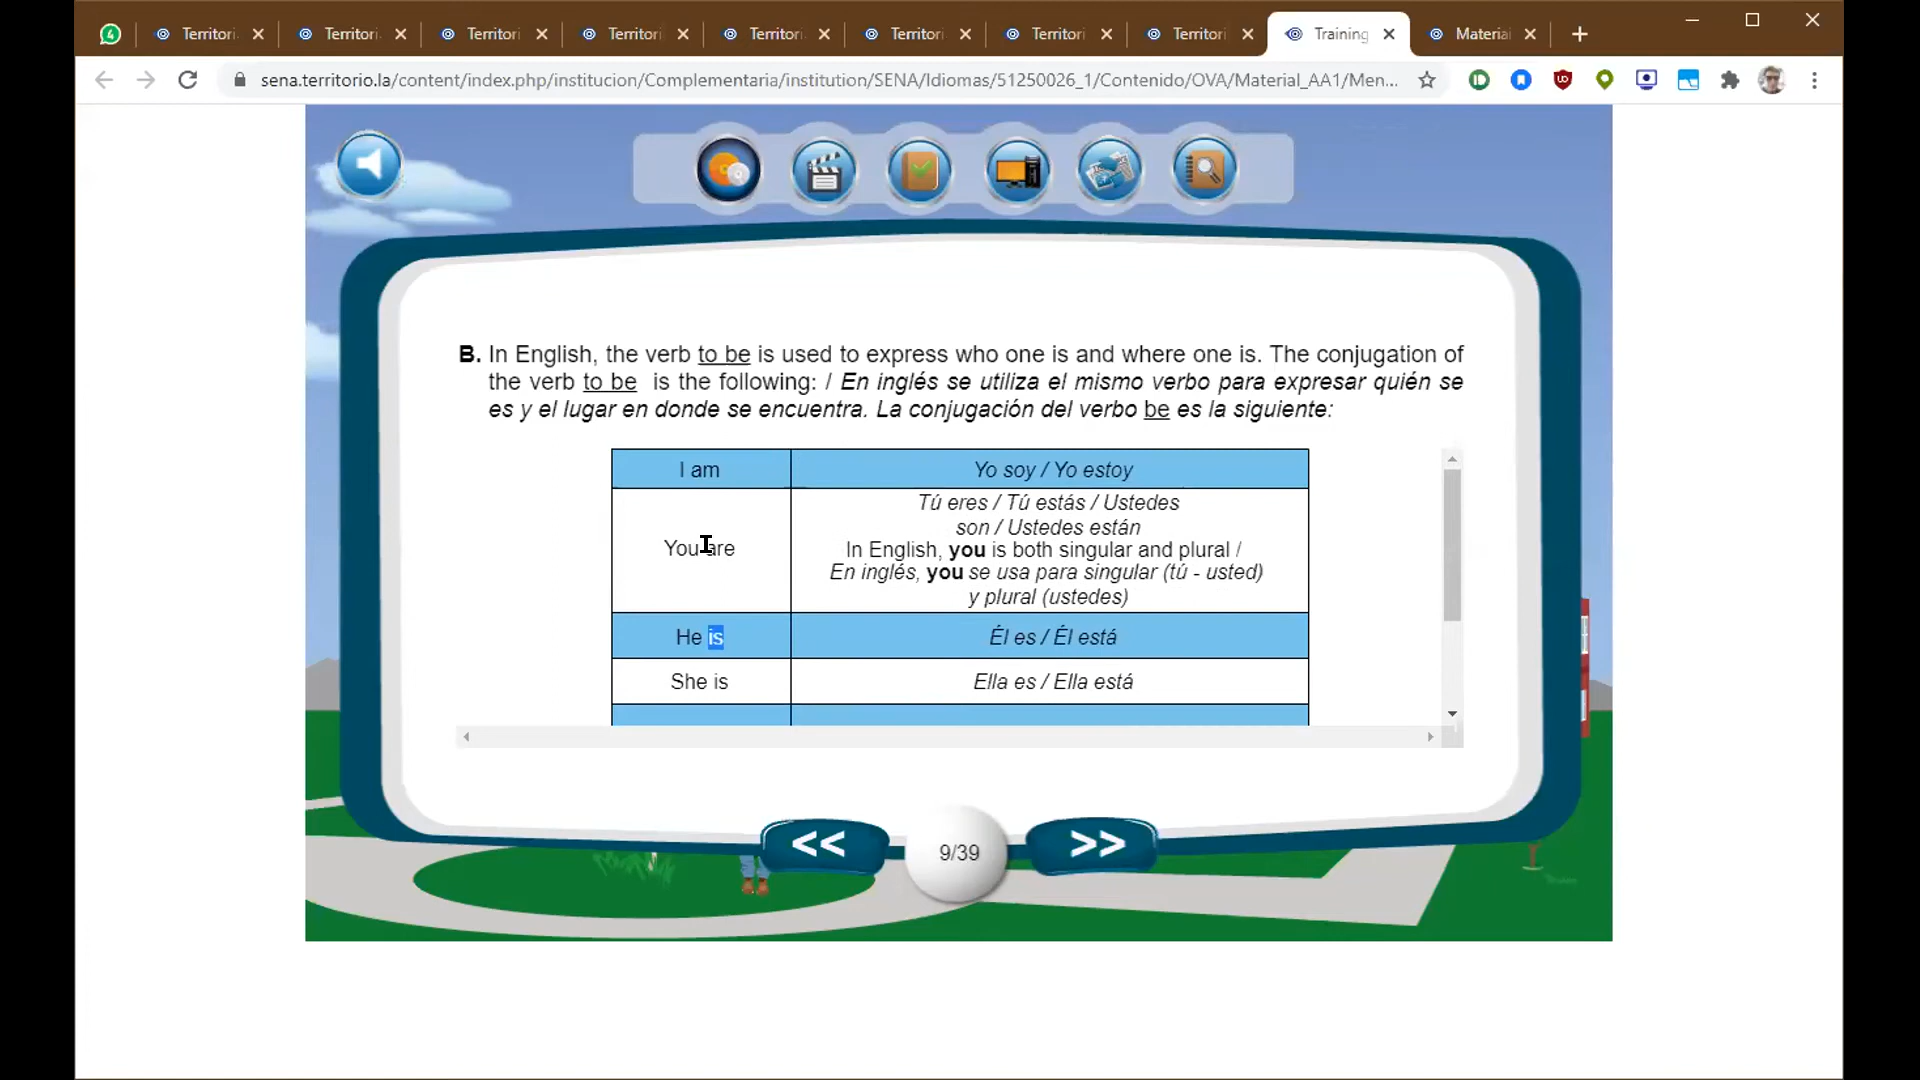 4
Territori
Territori
Territori
Territori
Territori
Territori
Territori
Territori
Training
Material
sena.territorio.la/content/index.php/institucion/Complementaria/institution/SENA/Idiomas/51250026_1/Contenido/OVA/Material_AA1/Men...
B. In English, the verb to be is used to express who one is and where one is. The conjugation of
the verb to be is the following: / En inglés se utiliza el mismo verbo para expresar quién se
es y el lugar en donde se encuentra. La conjugación del verbo be es la siguiente:
I am
Yo soy / Yo estoy
You are
Tú eres / Tú estás / Ustedes
son / Ustedes están
In English, you is both singular and plural /
En inglés, you se usa para singular (tú - usted)
y plural (ustedes)
He is
Él es / Él está
She is
Ella es / Ella está
<<
9/39
>>